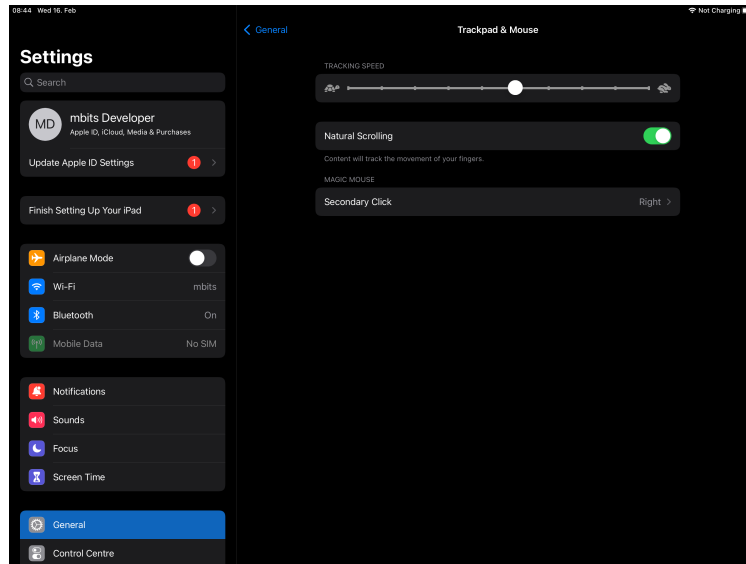 08:44 Wed 16. Feb
Not Charging
General
Trackpad & Mouse
Settings
Search
MD
mbits Developer
Apple ID, iCloud, Media & Purchases
Update Apple ID Settings
1
Finish Setting Up Your iPad
1
Airplane Mode
Wi-Fi
mbits
Bluetooth
On
Mobile Data
No SIM
Notifications
Sounds
Focus
Screen Time
General
Control Centre
TRACKING SPEED
Natural Scrolling
Content will track the movement of your fingers.
MAGIC MOUSE
Secondary Click
Right